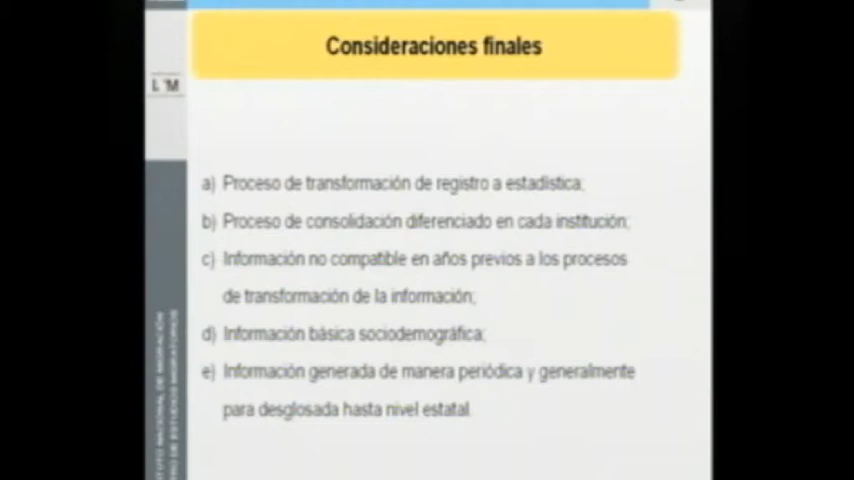 Consideraciones finales
a) Proceso de transformación de registro a estadística;
b) Proceso de consolidación diferenciado en cada institución;
c) Información no compatible en años previos a los procesos
de transformación de la información;
d) Información básica sociodemográfica;
e) Información generada de manera periódica y generalmente
para desglosada hasta nivel estatal.